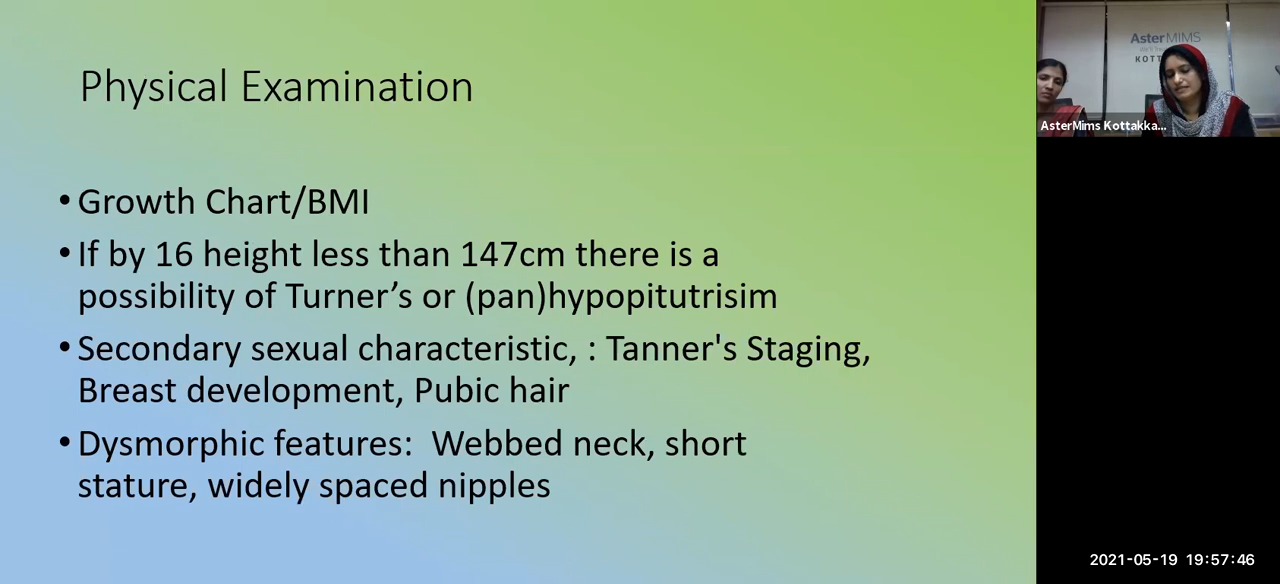 Physical Examination
• Growth Chart/BMI
• If by 16 height less than 147cm there is a
possibility of Turner’s or (pan)hypopitutrisim
• Secondary sexual characteristic, : Tanner's Staging,
Breast development, Pubic hair
• Dysmorphic features:  Webbed neck, short
stature, widely spaced nipples
AsterMIMS
KOTT
AsterMims Kottakka...
2021-05-19 19:57:46